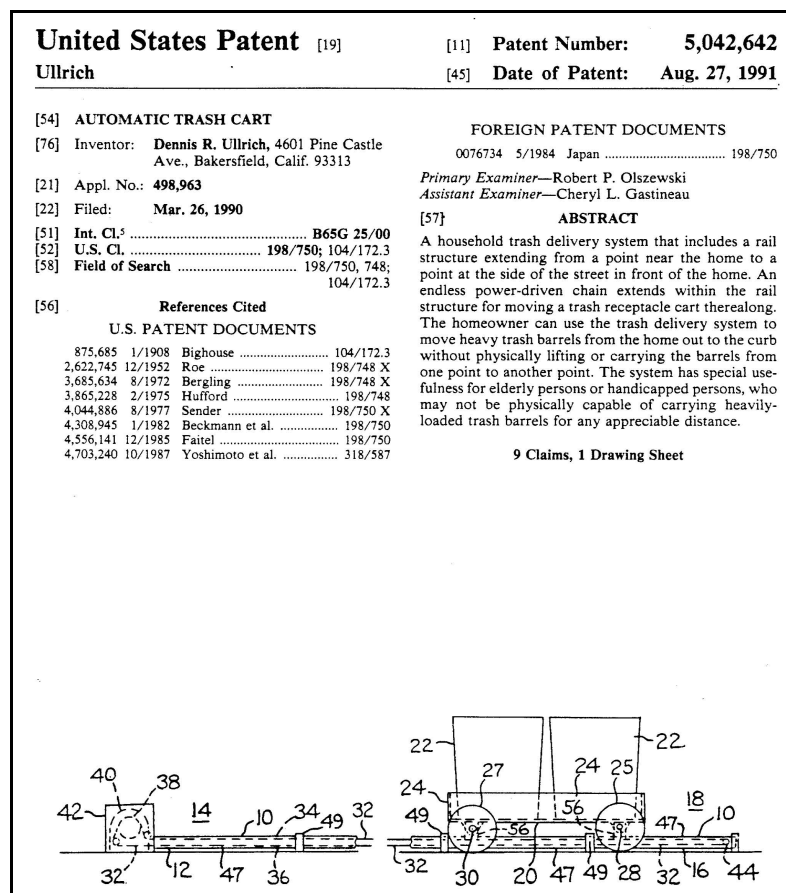 United States Patent [19]
Ullrich
[11] Patent Number: 5,042,642
[45] Date of Patent: Aug. 27, 1991
[54] AUTOMATIC TRASH CART
[76] Inventor: Dennis R. Ullrich, 4601 Pine Castle
Ave., Bakersfield, Calif. 93313
[21] Appl. No.: 498,963
[22] Filed: Mar. 26, 1990
[51] Int. Cl.5 ................................ B65G 25/00
[52] U.S. Cl. ........................ 198/750; 104/172.3
[58] Field of Search ...................... 198/750, 748;
104/172.3
[56] References Cited
U.S. PATENT DOCUMENTS
875,685 1/1908 Bighouse .......................... 104/172.3
2,622,745 12/1952 Roe ................................ 198/748 X
3,685,634 8/1972 Bergling .......................... 198/748 X
3,865,228 2/1975 Hufford .............................. 198/748
4,044,886 8/1977 Sender ............................. 198/750 X
4,308,945 1/1982 Beckmann et al. .................. 198/750
4,556,141 12/1985 Faitel ................................ 198/750
4,703,240 10/1987 Yoshimoto et al. ................ 318/587
FOREIGN PATENT DOCUMENTS
0076734 5/1984 Japan .................................. 198/750
Primary Examiner—Robert P. Olszewski
Assistant Examiner—Cheryl L. Gastineau
[57] ABSTRACT
A household trash delivery system that includes a rail
structure extending from a point near the home to a
point at the side of the street in front of the home. An
endless power-driven chain extends within the rail
structure for moving a trash receptacle cart therealong.
The homeowner can use the trash delivery system to
move heavy trash barrels from the home out to the curb
without physically lifting or carrying the barrels from
one point to another point. The system has special use-
fulness for elderly persons or handicapped persons, who
may not be physically capable of carrying heavily-
loaded trash barrels for any appreciable distance.
9 Claims, 1 Drawing Sheet
22 22
40 38 24 27 24 25
42 14 10 34 49 32 49 56 56 47 18 10
32 12 47 36 32 30 20 47 49 28 32 16 44